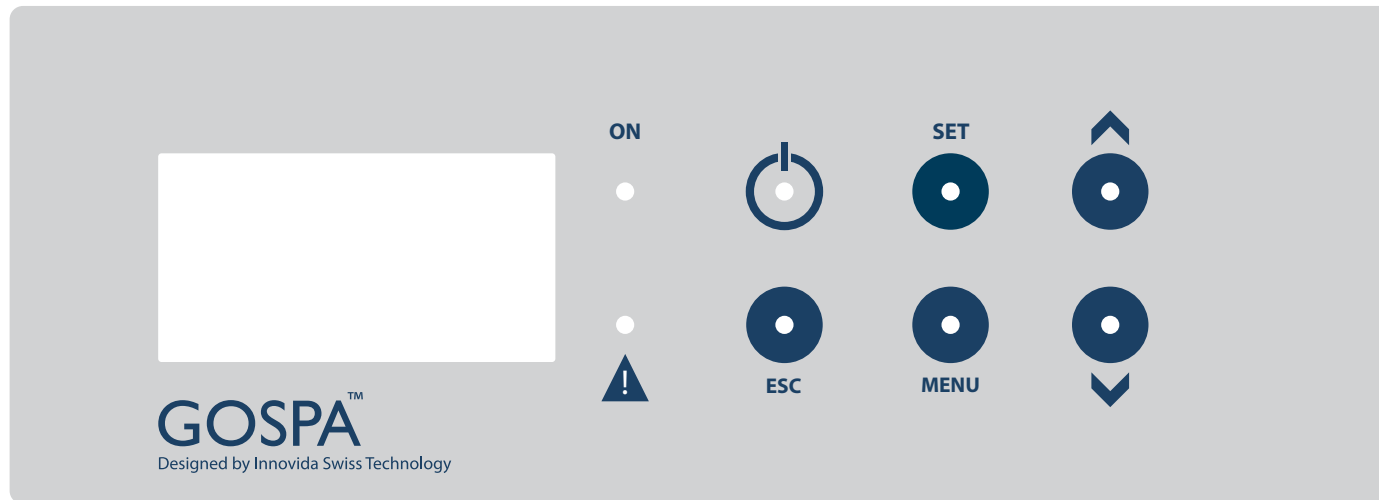 ON
SET
!
ESC
MENU
GOSPA™
Designed by Innovida Swiss Technology